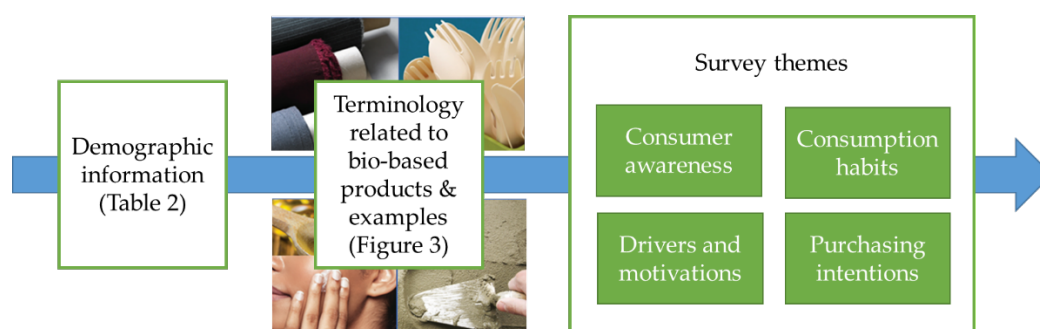 Demographic
information
(Table 2)
Terminology
related to
bio-based
products &
examples
(Figure 3)
Survey themes
Consumer
awareness
Consumption
habits
Drivers and
motivations
Purchasing
intentions